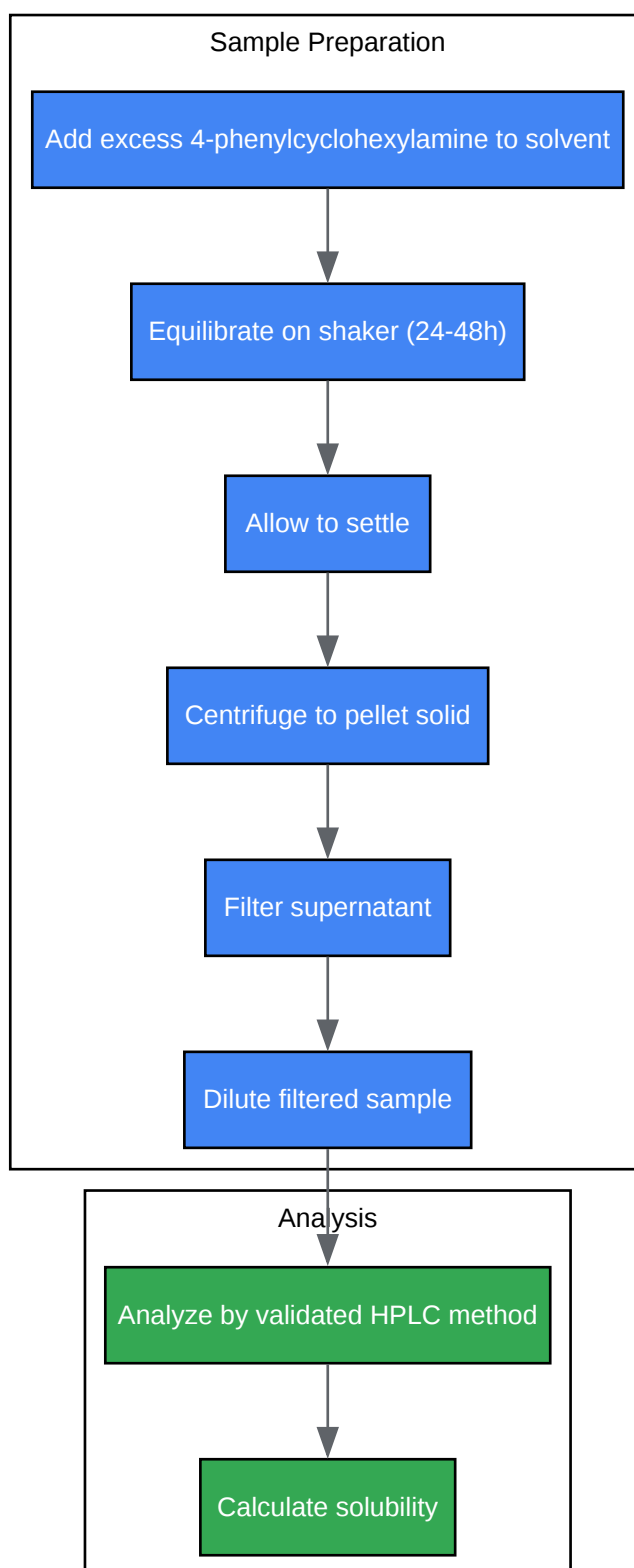 Sample Preparation
Add excess 4-phenylcyclohexylamine to solvent
Equilibrate on shaker (24-48h)
Allow to settle
Centrifuge to pellet solid
Filter supernatant
Dilute filtered sample
Analysis
Analyze by validated HPLC method
Calculate solubility